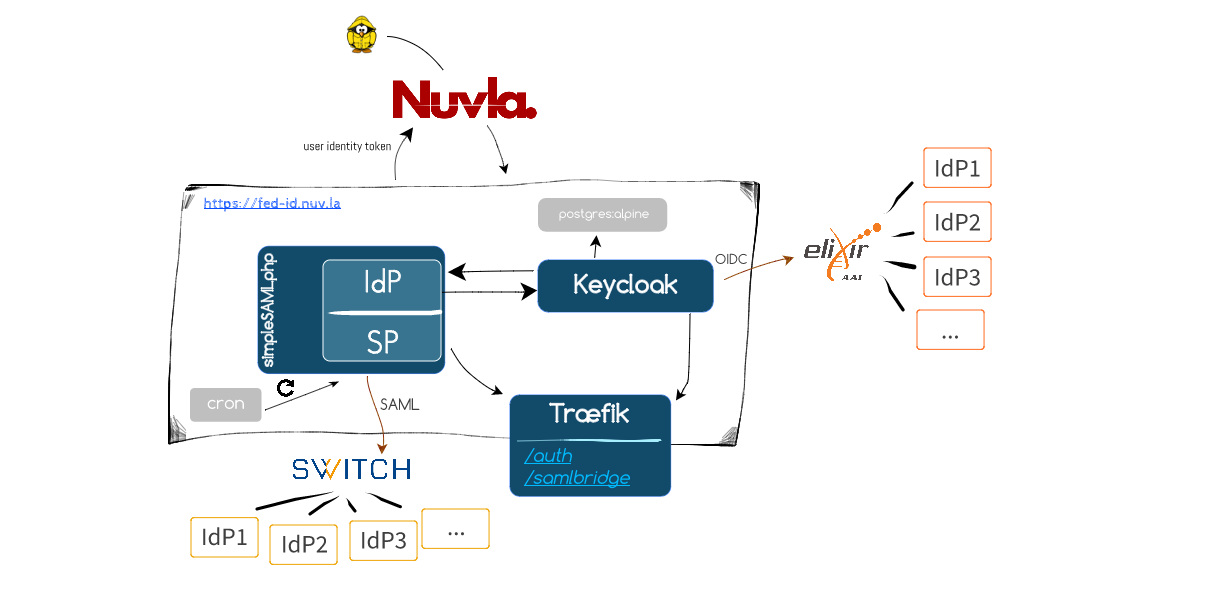 Nuvla.
user identity token
https://fed-id.nuv.la
postgres:alpine
simpleSAMLphp
IdP
SP
Keycloak
OIDC
elixir
AAI
IdP1
IdP2
IdP3
...
cron
SAML
Træfik
/auth
/samlbridge
SWITCH
IdP1
IdP2
IdP3
...